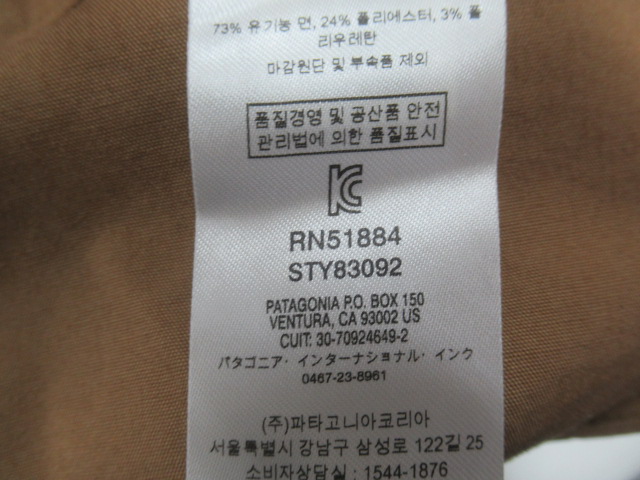 73% 유기농 면, 24% 폴리에스터, 3% 폴
리우레탄
마감원단 및 부속품 제외
품질경영 및 공산품 안전
관리법에 의한 품질표시
RN51884
STY83092
PATAGONIA P.O. BOX 150
VENTURA, CA 93002 US
CUIT: 30-70924649-2
パタゴニア・インターナショナル・インク
0467-23-8961
(주)파타고니아코리아
서울특별시 강남구 삼성로 122길 25
소비자상담실 : 1544-1876